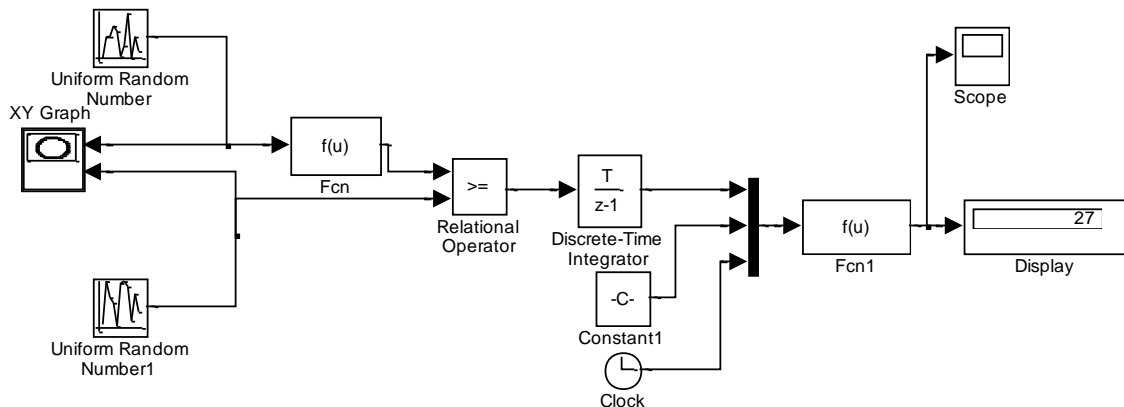 Uniform Random
Number
XY Graph
f(u)
Fcn
>=
Relational
Operator
T
z-1
Discrete-Time
Integrator
-C-
Constant1
Clock
f(u)
Fcn1
Scope
27
Display
Uniform Random
Number1